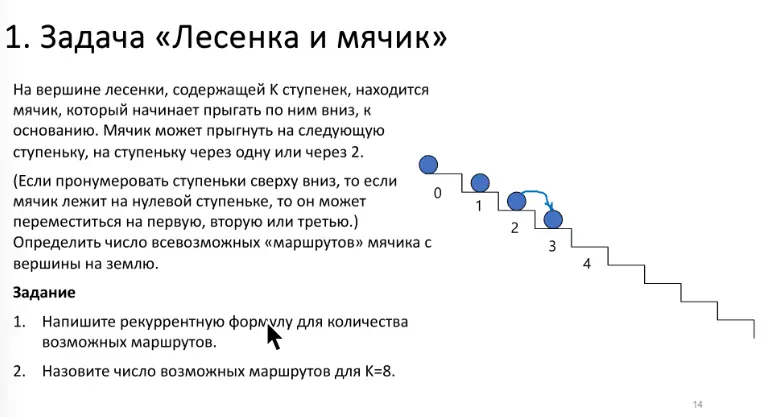 1. Задача «Лесенка и мячик»
На вершине лесенки, содержащей K ступенек, находится
мячик, который начинает прыгать по ним вниз, к
основанию. Мячик может прыгнуть на следующую
ступеньку, на ступеньку через одну или через 2.
(Если пронумеровать ступеньки сверху вниз, то если
мячик лежит на нулевой ступеньке, то он может
переместиться на первую, вторую или третью.)
Определить число всевозможных «маршрутов» мячика с
вершины на землю.
Задание
1. Напишите рекуррентную формулу для количества
возможных маршрутов.
2. Назовите число возможных маршрутов для K=8.
0
1
2
3
4
14